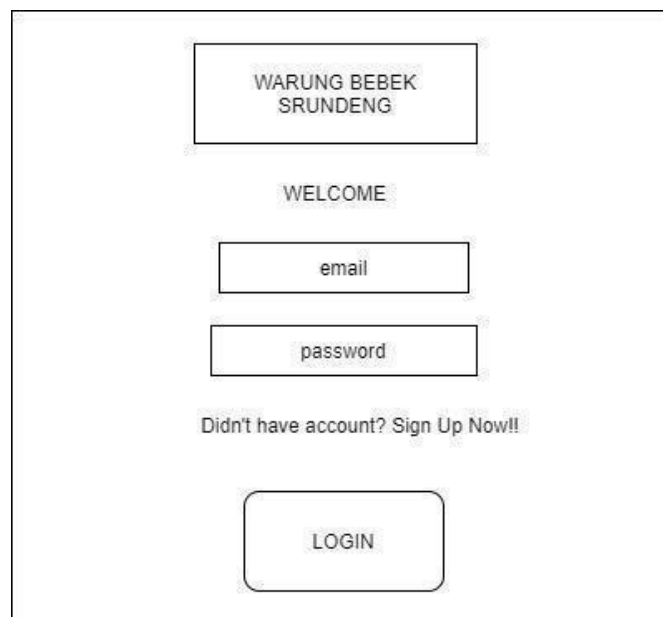 WARUNG BEBEK
SRUNDENG
WELCOME
email
password
Didn't have account? Sign Up Now!!
LOGIN